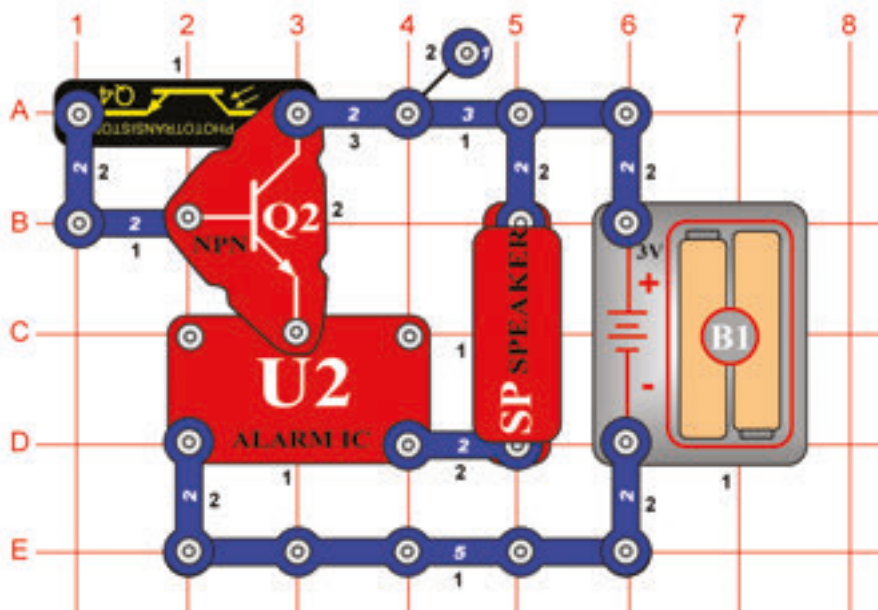 1 2 3 4 5 6 7 8
1
2 1
Q4
PHOTOTRANSISTOR
A
2 3
3 1
2 2 2 2 2 2
B
2
1
NPN
Q2
2
SPEAKER
SP
1
3V
+
-
B1
C
U2
ALARM IC
D
2
1 2 1
2 2 2 2
E
5
1